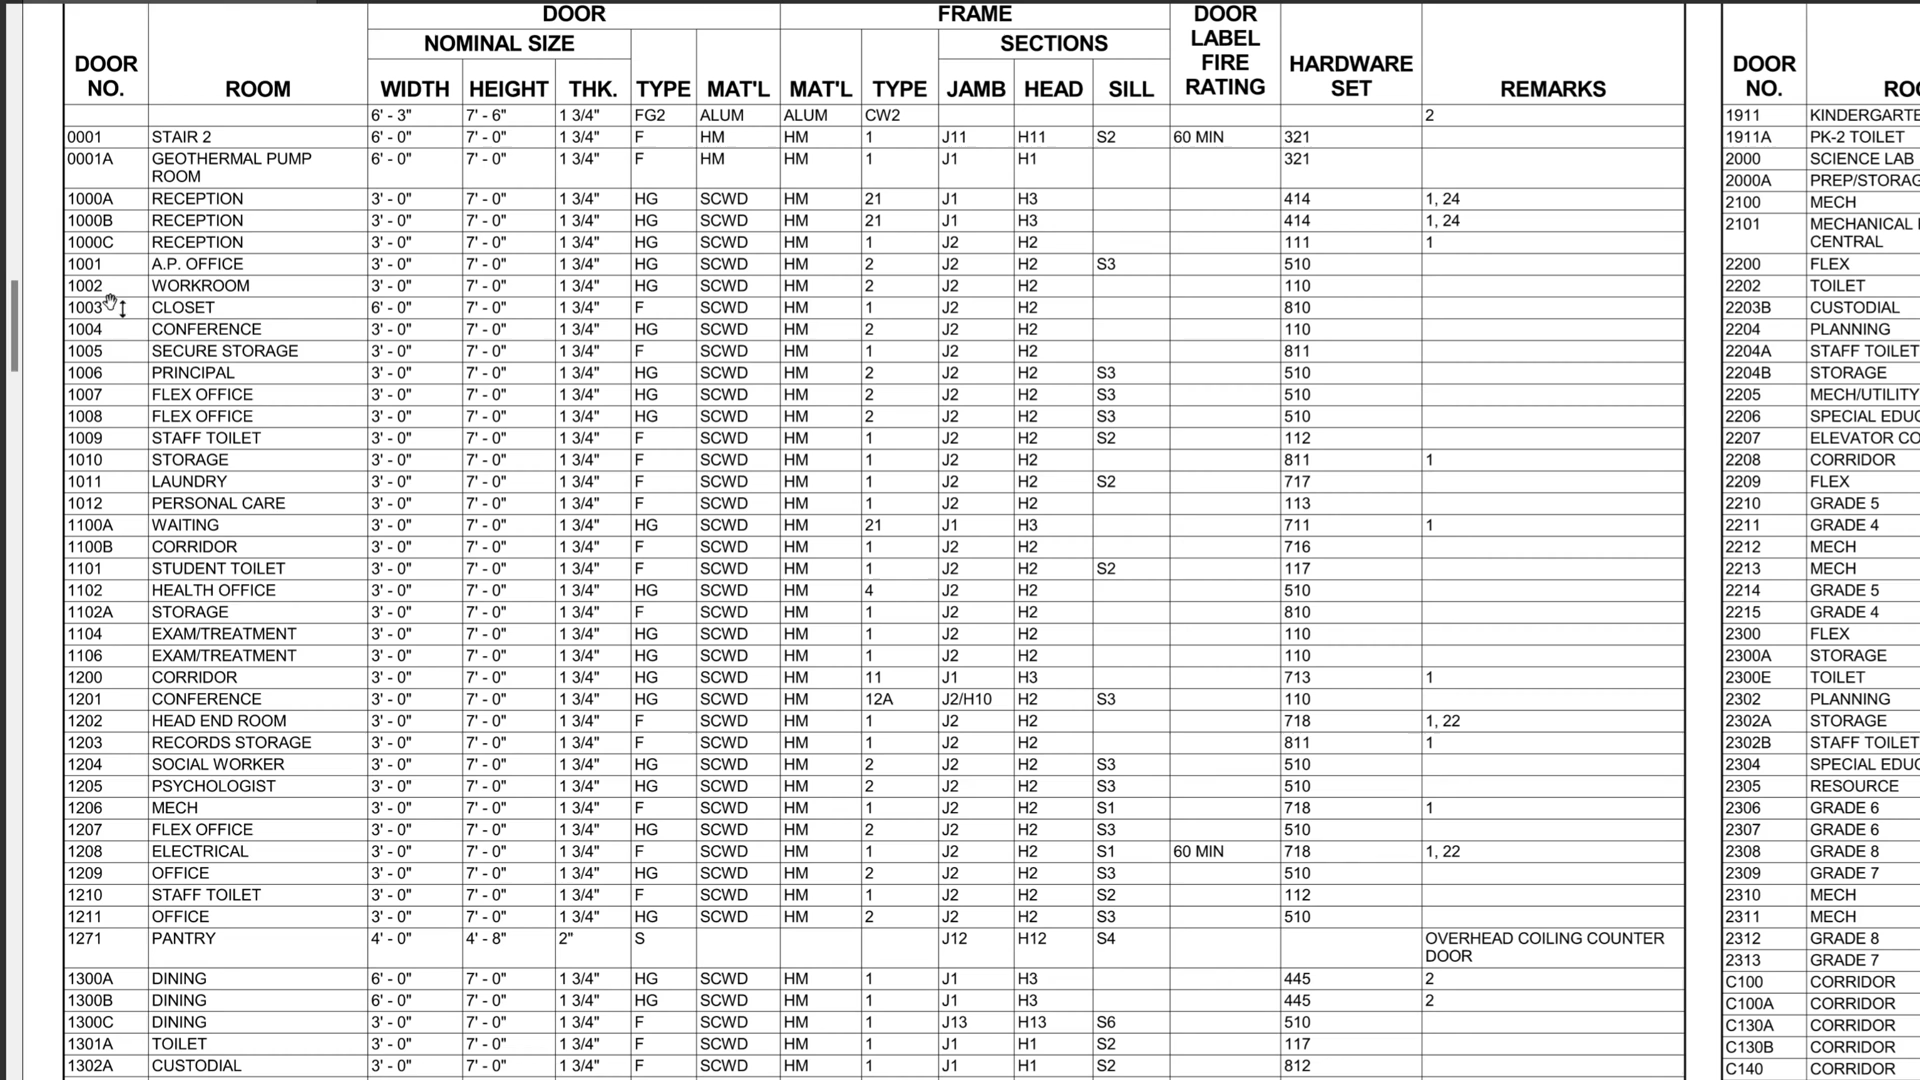 DOOR NO. ROOM DOOR FRAME DOOR LABEL FIRE RATING HARDWARE SET REMARKS
NOMINAL SIZE SECTIONS
WIDTH HEIGHT THK. TYPE MAT'L MAT'L TYPE JAMB HEAD SILL
6' - 3" 7' - 6" 1 3/4" FG2 ALUM ALUM CW2 2
0001 STAIR 2 6' - 0" 7' - 0" 1 3/4" F HM HM 1 J11 H11 S2 60 MIN 321
0001A GEOTHERMAL PUMP 6' - 0" 7' - 0" 1 3/4" F HM HM 1 J1 H1 321
ROOM
1000A RECEPTION 3' - 0" 7' - 0" 1 3/4" HG SCWD HM 21 J1 H3 414 1, 24
1000B RECEPTION 3' - 0" 7' - 0" 1 3/4" HG SCWD HM 21 J1 H3 414 1, 24
1000C RECEPTION 3' - 0" 7' - 0" 1 3/4" HG SCWD HM 1 J2 H2 111 1
1001 A.P. OFFICE 3' - 0" 7' - 0" 1 3/4" HG SCWD HM 2 J2 H2 S3 510
1002 WORKROOM 3' - 0" 7' - 0" 1 3/4" HG SCWD HM 2 J2 H2 110
1003 CLOSET 6' - 0" 7' - 0" 1 3/4" F SCWD HM 1 J2 H2 810
1004 CONFERENCE 3' - 0" 7' - 0" 1 3/4" HG SCWD HM 2 J2 H2 110
1005 SECURE STORAGE 3' - 0" 7' - 0" 1 3/4" F SCWD HM 1 J2 H2 811
1006 PRINCIPAL 3' - 0" 7' - 0" 1 3/4" HG SCWD HM 2 J2 H2 S3 510
1007 FLEX OFFICE 3' - 0" 7' - 0" 1 3/4" HG SCWD HM 2 J2 H2 S3 510
1008 FLEX OFFICE 3' - 0" 7' - 0" 1 3/4" HG SCWD HM 2 J2 H2 S3 510
1009 STAFF TOILET 3' - 0" 7' - 0" 1 3/4" F SCWD HM 1 J2 H2 S2 112
1010 STORAGE 3' - 0" 7' - 0" 1 3/4" F SCWD HM 1 J2 H2 811 1
1011 LAUNDRY 3' - 0" 7' - 0" 1 3/4" F SCWD HM 1 J2 H2 S2 717
1012 PERSONAL CARE 3' - 0" 7' - 0" 1 3/4" F SCWD HM 1 J2 H2 113
1100A WAITING 3' - 0" 7' - 0" 1 3/4" HG SCWD HM 21 J1 H3 711 1
1100B CORRIDOR 3' - 0" 7' - 0" 1 3/4" F SCWD HM 1 J2 H2 716
1101 STUDENT TOILET 3' - 0" 7' - 0" 1 3/4" F SCWD HM 1 J2 H2 S2 117
1102 HEALTH OFFICE 3' - 0" 7' - 0" 1 3/4" HG SCWD HM 4 J2 H2 510
1102A STORAGE 3' - 0" 7' - 0" 1 3/4" F SCWD HM 1 J2 H2 810
1104 EXAM/TREATMENT 3' - 0" 7' - 0" 1 3/4" HG SCWD HM 1 J2 H2 110
1106 EXAM/TREATMENT 3' - 0" 7' - 0" 1 3/4" HG SCWD HM 1 J2 H2 110
1200 CORRIDOR 3' - 0" 7' - 0" 1 3/4" HG SCWD HM 11 J1 H3 713 1
1201 CONFERENCE 3' - 0" 7' - 0" 1 3/4" HG SCWD HM 12A J2/H10 H2 S3 110
1202 HEAD END ROOM 3' - 0" 7' - 0" 1 3/4" F SCWD HM 1 J2 H2 718 1, 22
1203 RECORDS STORAGE 3' - 0" 7' - 0" 1 3/4" F SCWD HM 1 J2 H2 811 1
1204 SOCIAL WORKER 3' - 0" 7' - 0" 1 3/4" HG SCWD HM 2 J2 H2 S3 510
1205 PSYCHOLOGIST 3' - 0" 7' - 0" 1 3/4" HG SCWD HM 2 J2 H2 S3 510
1206 MECH 3' - 0" 7' - 0" 1 3/4" F SCWD HM 1 J2 H2 S1 718 1
1207 FLEX OFFICE 3' - 0" 7' - 0" 1 3/4" HG SCWD HM 2 J2 H2 S3 510
1208 ELECTRICAL 3' - 0" 7' - 0" 1 3/4" F SCWD HM 1 J2 H2 S1 60 MIN 718 1, 22
1209 OFFICE 3' - 0" 7' - 0" 1 3/4" HG SCWD HM 2 J2 H2 S3 510
1210 STAFF TOILET 3' - 0" 7' - 0" 1 3/4" F SCWD HM 1 J2 H2 S2 112
1211 OFFICE 3' - 0" 7' - 0" 1 3/4" HG SCWD HM 2 J2 H2 S3 510
1271 PANTRY 4' - 0" 4' - 8" 2" S J12 H12 S4 OVERHEAD COILING COUNTER
DOOR
1300A DINING 6' - 0" 7' - 0" 1 3/4" HG SCWD HM 1 J1 H3 445 2
1300B DINING 6' - 0" 7' - 0" 1 3/4" HG SCWD HM 1 J1 H3 445 2
1300C DINING 3' - 0" 7' - 0" 1 3/4" F SCWD HM 1 J13 H13 S6 510
1301A TOILET 3' - 0" 7' - 0" 1 3/4" F SCWD HM 1 J1 H1 S2 117
1302A CUSTODIAL 3' - 0" 7' - 0" 1 3/4" F SCWD HM 1 J1 H1 S2 812
DOOR
NO. ROO
1911 KINDERGARTE
1911A PK-2 TOILET
2000 SCIENCE LAB
2000A PREP/STORAG
2100 MECH
2101 MECHANICAL
CENTRAL
2200 FLEX
2202 TOILET
2203B CUSTODIAL
2204 PLANNING
2204A STAFF TOILET
2204B STORAGE
2205 MECH/UTILITY
2206 SPECIAL EDUC
2207 ELEVATOR CO
2208 CORRIDOR
2209 FLEX
2210 GRADE 5
2211 GRADE 4
2212 MECH
2213 MECH
2214 GRADE 5
2215 GRADE 4
2300 FLEX
2300A STORAGE
2300E TOILET
2302 PLANNING
2302A STORAGE
2302B STAFF TOILET
2304 SPECIAL EDUC
2305 RESOURCE
2306 GRADE 6
2307 GRADE 6
2308 GRADE 8
2309 GRADE 7
2310 MECH
2311 MECH
2312 GRADE 8
2313 GRADE 7
C100 CORRIDOR
C100A CORRIDOR
C130A CORRIDOR
C130B CORRIDOR
C140 CORRIDOR